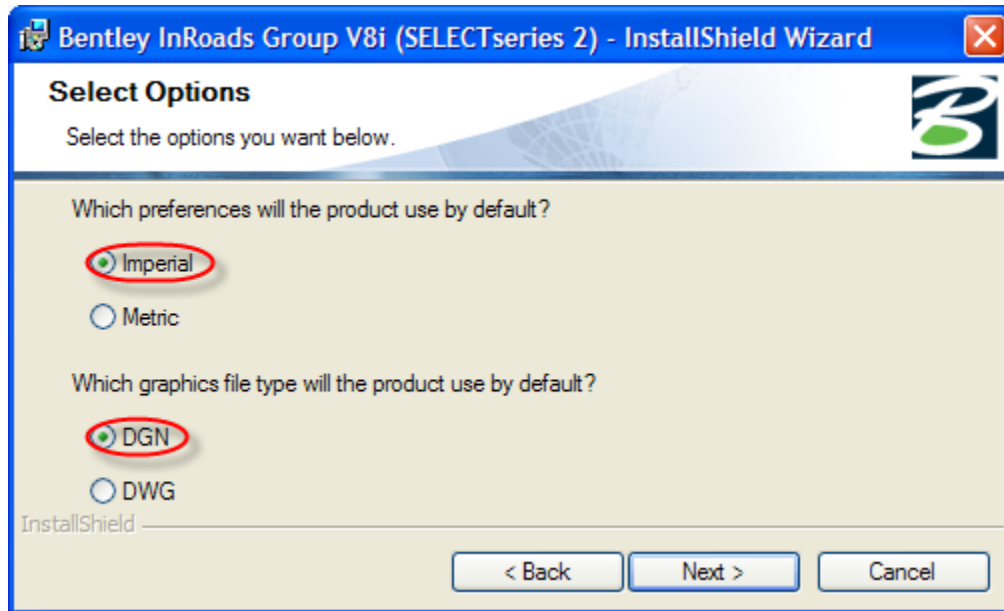 Bentley InRoads Group V8i (SELECTseries 2) - InstallShield Wizard
Select Options
Select the options you want below.
Which preferences will the product use by default?
Imperial
Metric
Which graphics file type will the product use by default?
DGN
DWG
InstallShield
< Back
Next >
Cancel